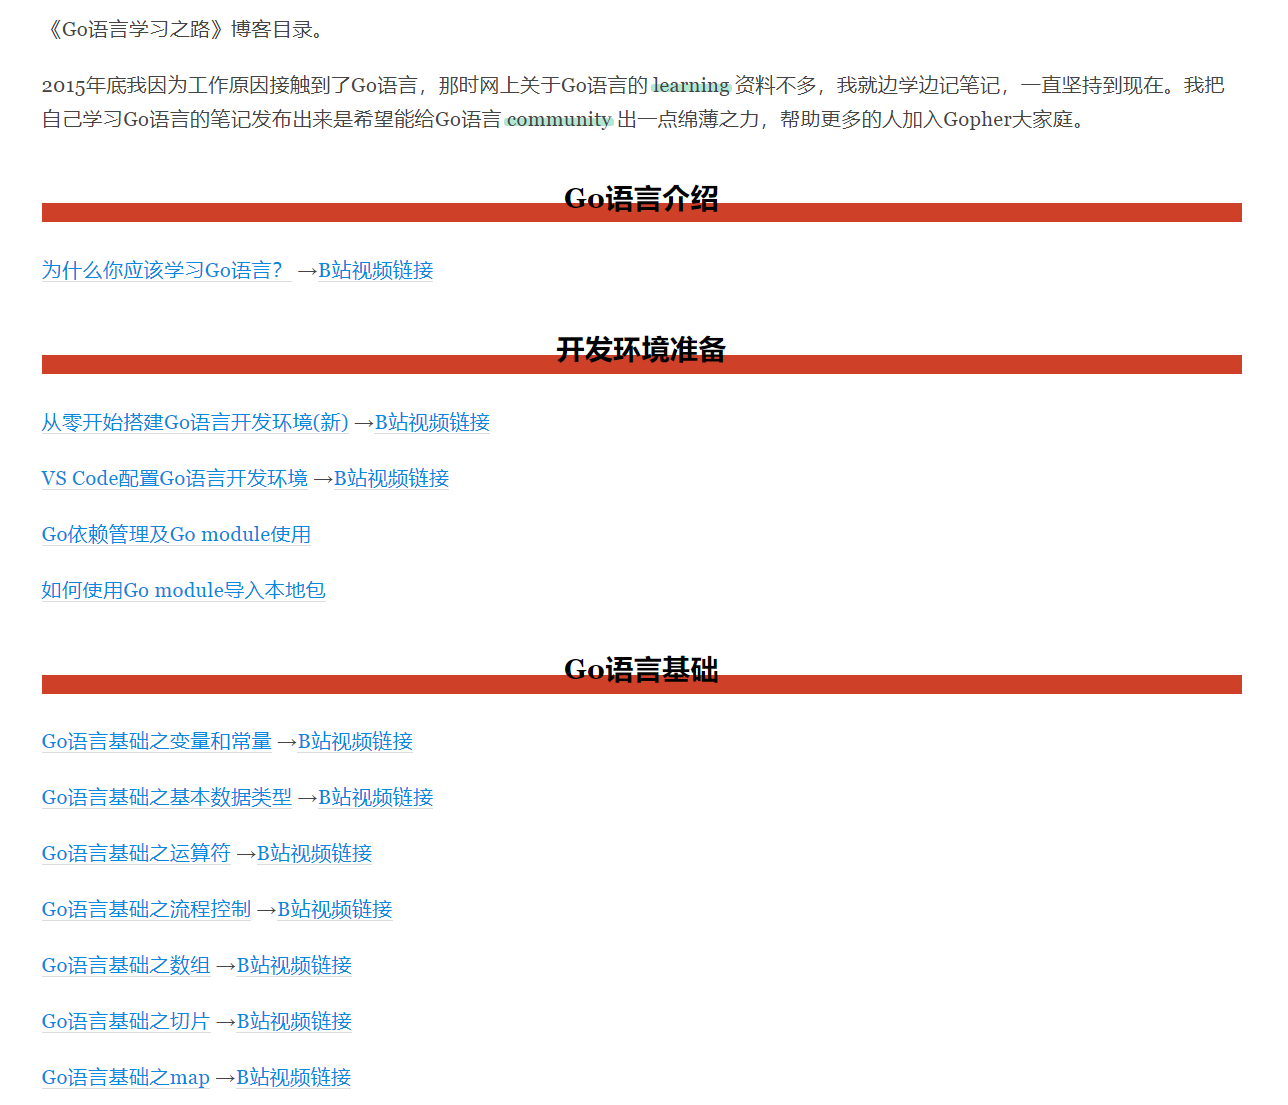 《Go语言学习之路》博客目录。
2015年底我因为工作原因接触到了Go语言，那时网上关于Go语言的 learning 资料不多，我就边学边记笔记，一直坚持到现在。我把
自己学习Go语言的笔记发布出来是希望能给Go语言 community 出一点绵薄之力，帮助更多的人加入Gopher大家庭。
Go语言介绍
为什么你应该学习Go语言？ →B站视频链接
开发环境准备
从零开始搭建Go语言开发环境(新) →B站视频链接
VS Code配置Go语言开发环境 →B站视频链接
Go依赖管理及Go module使用
如何使用Go module导入本地包
Go语言基础
Go语言基础之变量和常量 →B站视频链接
Go语言基础之基本数据类型 →B站视频链接
Go语言基础之运算符 →B站视频链接
Go语言基础之流程控制 →B站视频链接
Go语言基础之数组 →B站视频链接
Go语言基础之切片 →B站视频链接
Go语言基础之map →B站视频链接